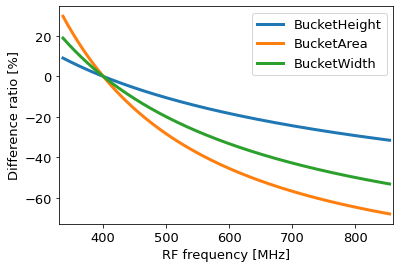 BucketHeight
BucketArea
BucketWidth
Difference ratio [%]
20
0
−20
−40
−60
400 500 600 700 800
RF frequency [MHz]